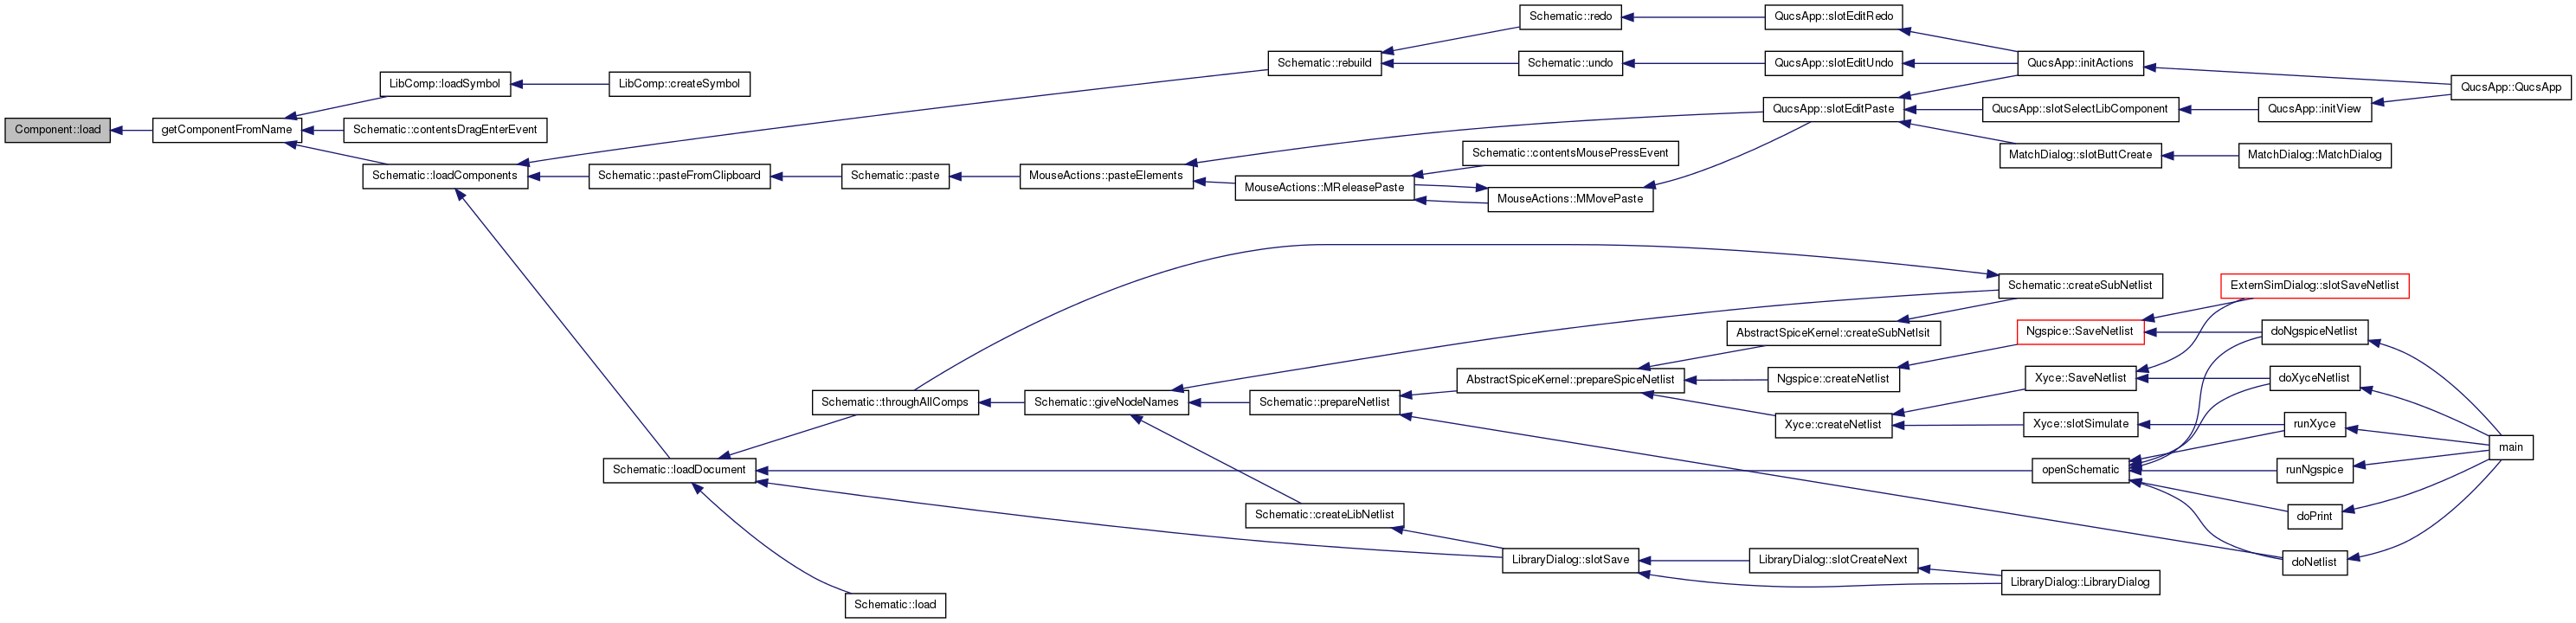 Component::load
getComponentFromName
LibComp::loadSymbol
LibComp::createSymbol
Schematic::contentsDragEnterEvent
Schematic::loadComponents
Schematic::rebuild
Schematic::redo
QucsApp::slotEditRedo
Schematic::undo
QucsApp::slotEditUndo
QucsApp::initActions
QucsApp::QucsApp
Schematic::pasteFromClipboard
Schematic::paste
MouseActions::pasteElements
QucsApp::slotEditPaste
QucsApp::slotSelectLibComponent
QucsApp::initView
MatchDialog::slotButtCreate
MatchDialog::MatchDialog
Schematic::contentsMousePressEvent
MouseActions::MReleasePaste
MouseActions::MMovePaste
Schematic::loadDocument
Schematic::throughAllComps
Schematic::giveNodeNames
Schematic::createSubNetlist
Schematic::prepareNetlist
AbstractSpiceKernel::createSubNetlsit
AbstractSpiceKernel::prepareSpiceNetlist
Ngspice::createNetlist
Xyce::createNetlist
Ngspice::SaveNetlist
Xyce::SaveNetlist
Xyce::slotSimulate
ExternSimDialog::slotSaveNetlist
doNgspiceNetlist
doXyceNetlist
runXyce
main
openSchematic
runNgspice
doPrint
doNetlist
Schematic::createLibNetlist
LibraryDialog::slotSave
LibraryDialog::slotCreateNext
LibraryDialog::LibraryDialog
Schematic::load